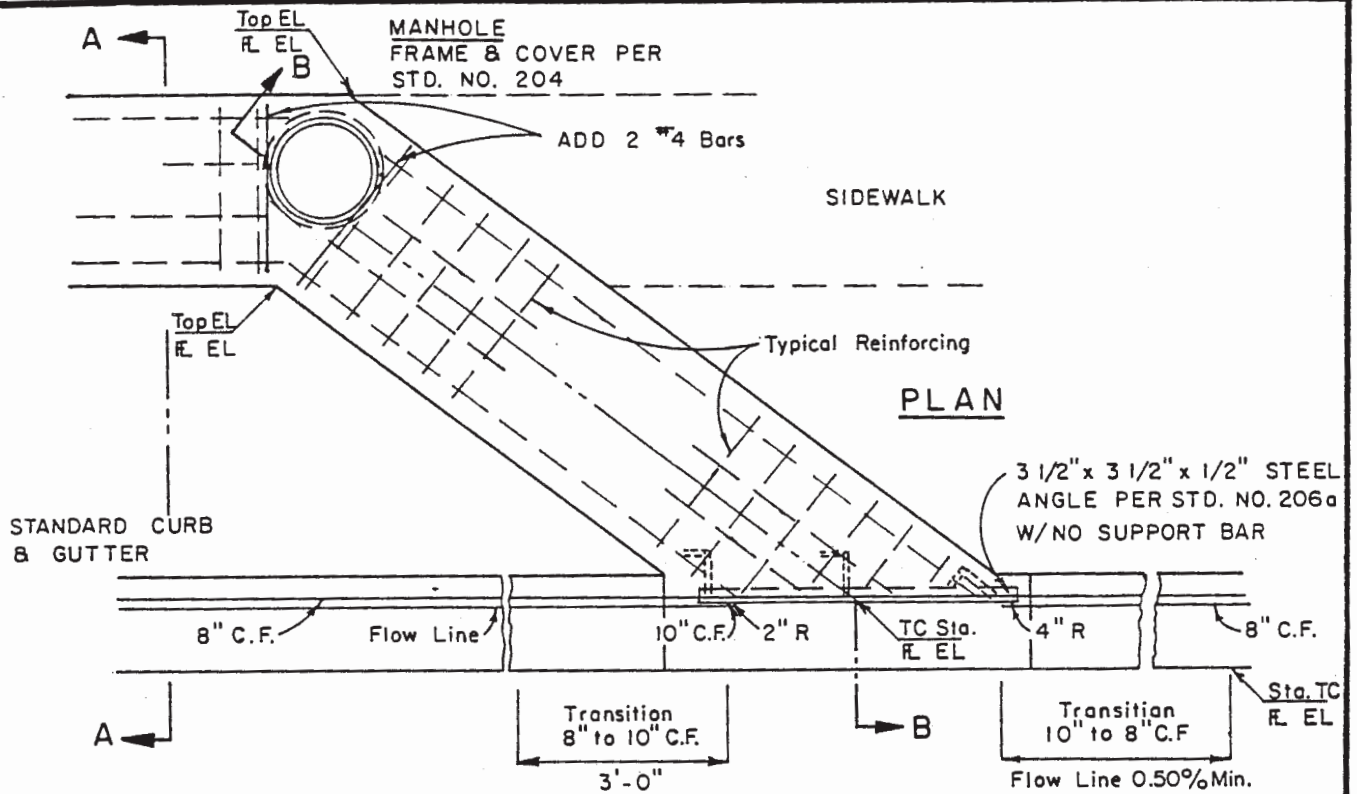 A
Top EL
FL EL
B
MANHOLE
FRAME & COVER PER
STD. NO. 204
ADD 2 #4 Bars
SIDEWALK
Top EL
FL EL
Typical Reinforcing
PLAN
3 1/2" x 3 1/2" x 1/2" STEEL
ANGLE PER STD. NO. 206a
W/NO SUPPORT BAR
STANDARD CURB
& GUTTER
8" C.F.
Flow Line
10" C.F.
2" R
TC Sta.
FL EL
4" R
8" C.F.
Sta. TC
FL EL
A
Transition
8" to 10" C.F.
3'-0"
B
Transition
10" to 8" C.F
Flow Line 0.50% Min.